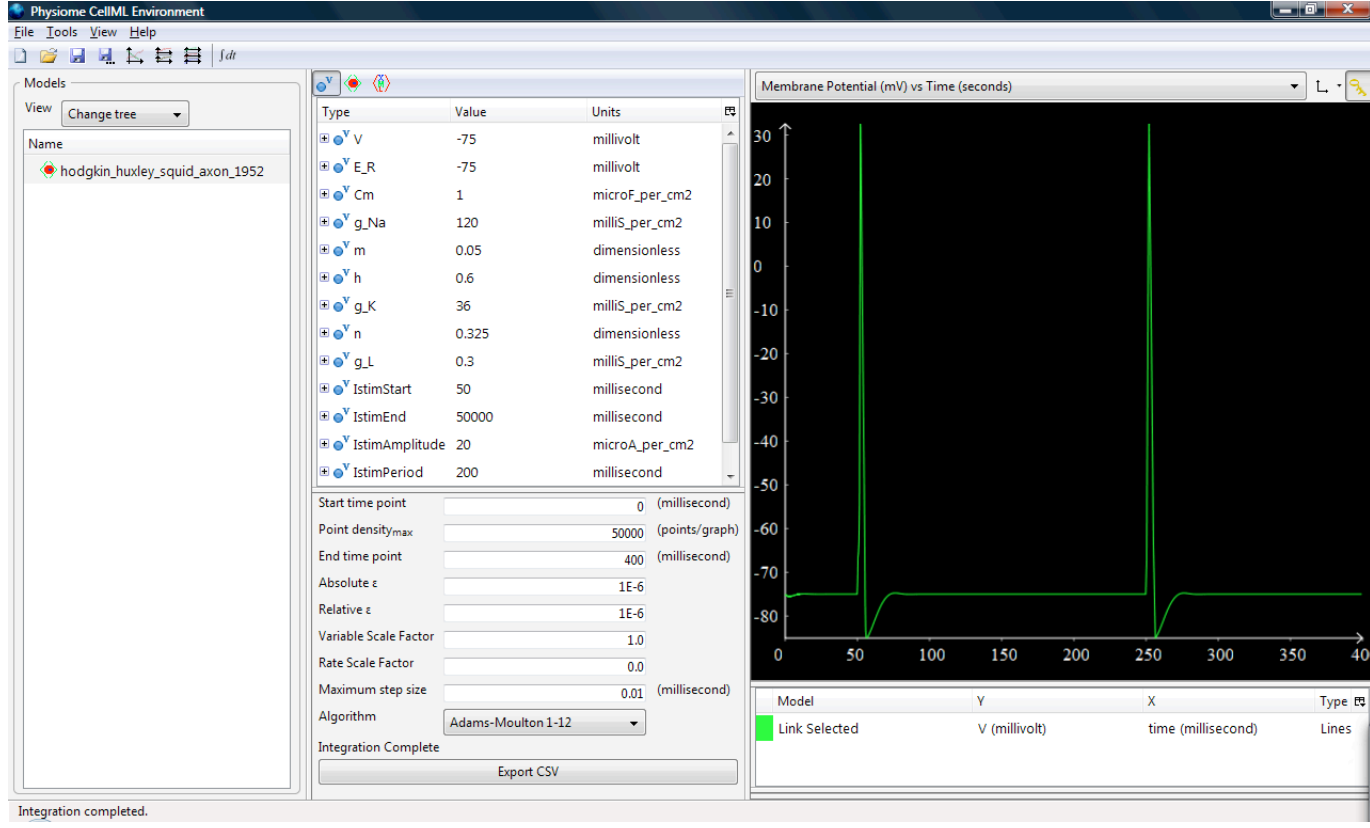 Physiome CellML Environment
File Tools View Help
∫dt
Models
View Change tree
Name
hodgkin_huxley_squid_axon_1952
Type Value Units
V -75 millivolt
E_R -75 millivolt
Cm 1 microF_per_cm2
g_Na 120 milliS_per_cm2
m 0.05 dimensionless
h 0.6 dimensionless
g_K 36 milliS_per_cm2
n 0.325 dimensionless
g_L 0.3 milliS_per_cm2
IstimStart 50 millisecond
IstimEnd 50000 millisecond
IstimAmplitude 20 microA_per_cm2
IstimPeriod 200 millisecond
Start time point 0 (millisecond)
Point densitymax 50000 (points/graph)
End time point 400 (millisecond)
Absolute ε 1E-6
Relative ε 1E-6
Variable Scale Factor 1.0
Rate Scale Factor 0.0
Maximum step size 0.01 (millisecond)
Algorithm Adams-Moulton 1-12
Integration Complete
Export CSV
Membrane Potential (mV) vs Time (seconds)
30
20
10
0
-10
-20
-30
-40
-50
-60
-70
-80
0 50 100 150 200 250 300 350 40
Model Y X Type
Link Selected V (millivolt) time (millisecond) Lines
Integration completed.